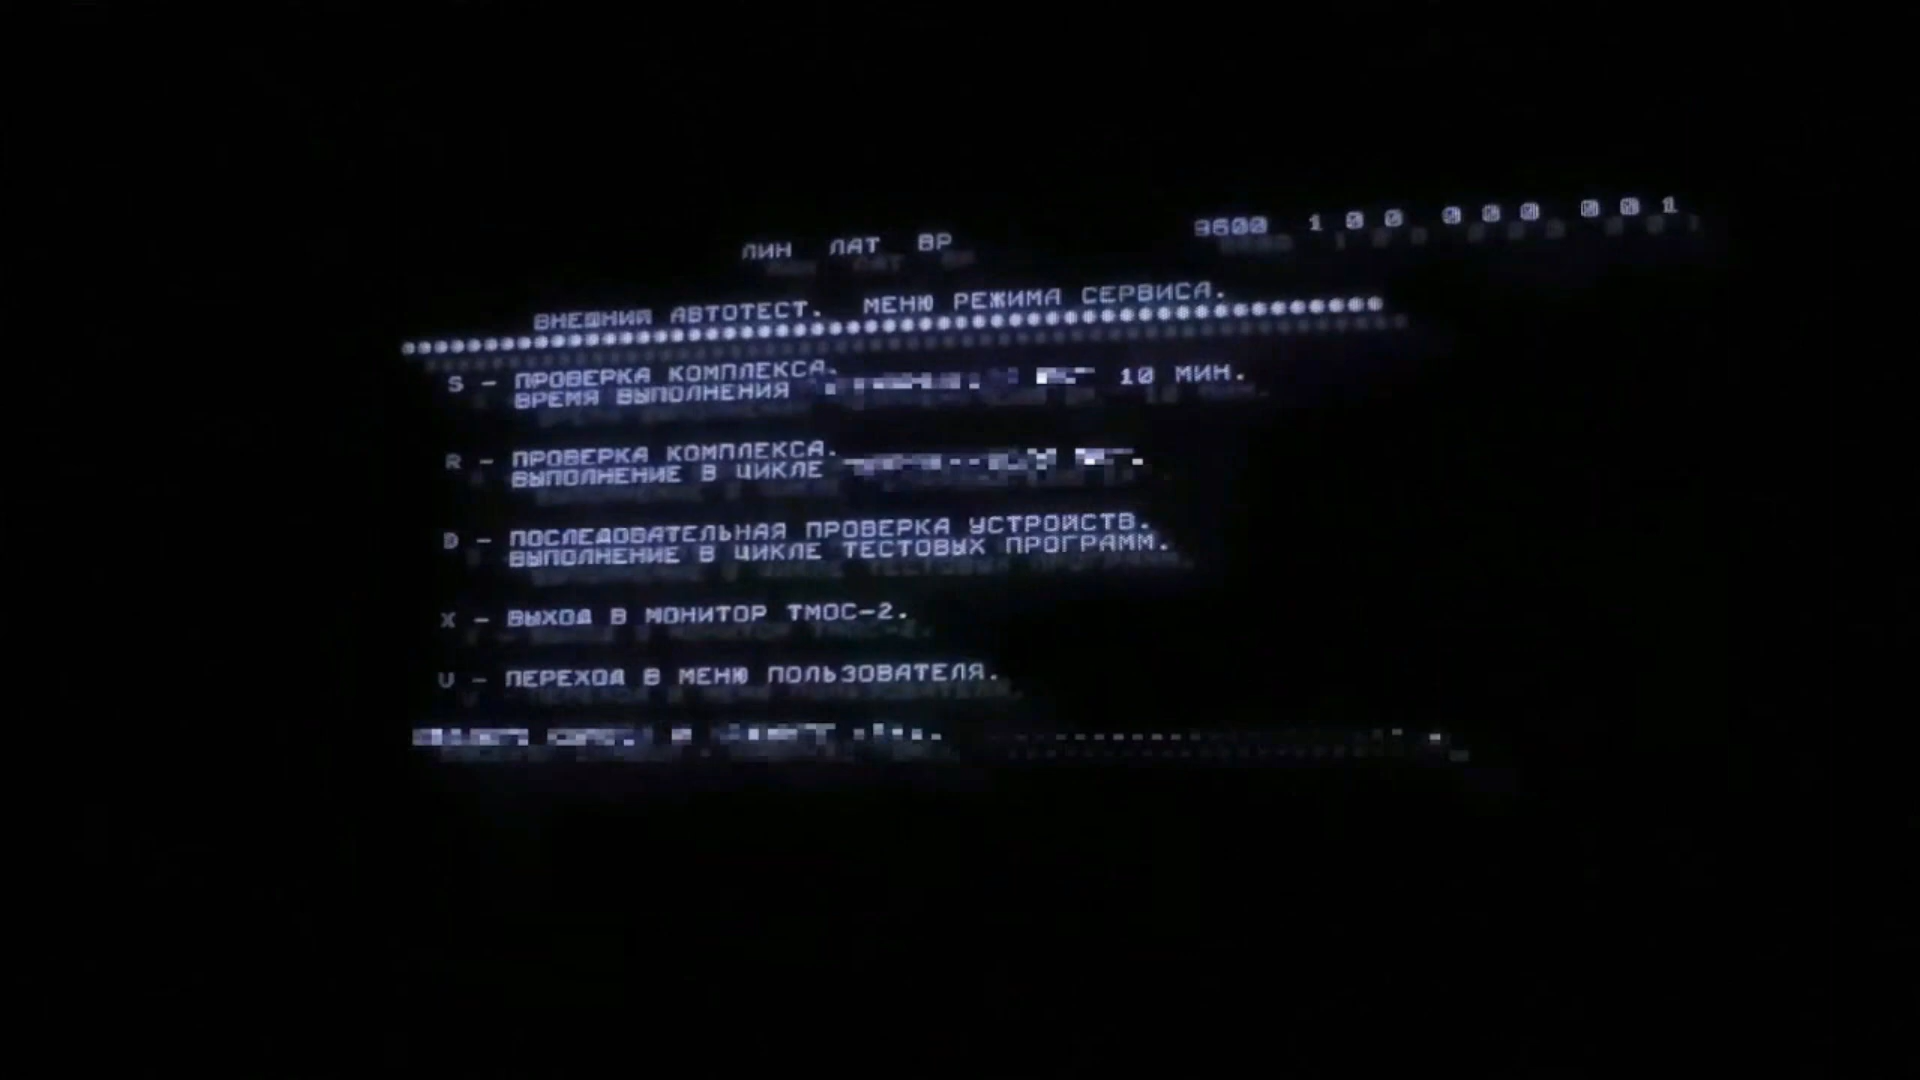 ЛИН ЛАТ ВР 9600 1 0 0 0 0 0 0 0 1
ВНЕШНИЙ АВТОТЕСТ. МЕНЮ РЕЖИМА СЕРВИСА.
S - ПРОВЕРКА КОМПЛЕКСА.
ВРЕМЯ ВЫПОЛНЕНИЯ 10 МИН.
R - ПРОВЕРКА КОМПЛЕКСА.
ВЫПОЛНЕНИЕ В ЦИКЛЕ
D - ПОСЛЕДОВАТЕЛЬНАЯ ПРОВЕРКА УСТРОЙСТВ.
ВЫПОЛНЕНИЕ В ЦИКЛЕ ТЕСТОВЫХ ПРОГРАММ.
X - ВЫХОД В МОНИТОР ТМОС-2.
U - ПЕРЕХОД В МЕНЮ ПОЛЬЗОВАТЕЛЯ.